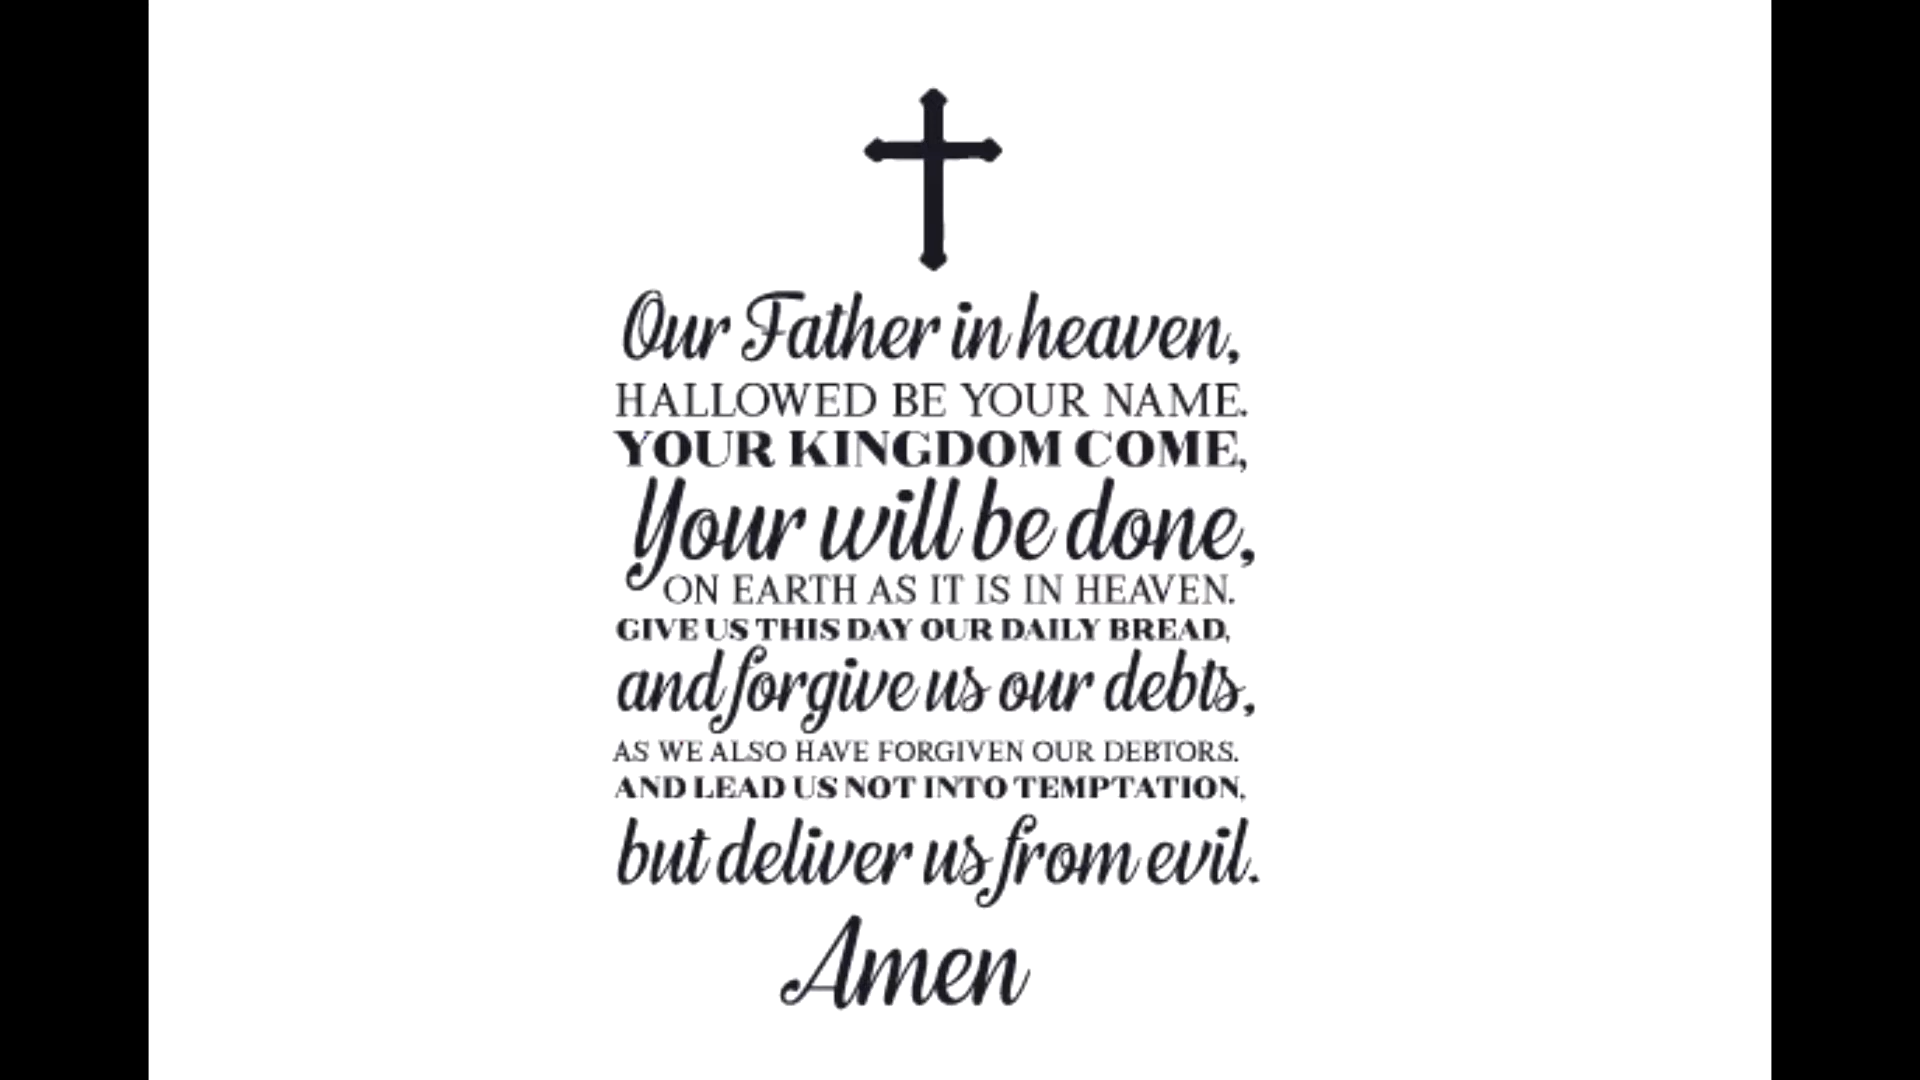 Our Father in heaven,
HALLOWED BE YOUR NAME.
YOUR KINGDOM COME,
Your will be done,
ON EARTH AS IT IS IN HEAVEN.
GIVE US THIS DAY OUR DAILY BREAD,
and forgive us our debts,
AS WE ALSO HAVE FORGIVEN OUR DEBTORS.
AND LEAD US NOT INTO TEMPTATION,
but deliver us from evil.
Amen